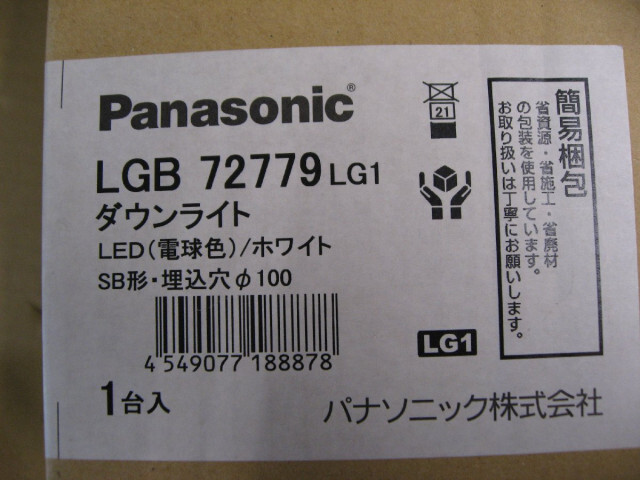 Panasonic®
LGB 72779 LG1
ダウンライト
LED(電球色)/ホワイト
SB形・埋込穴φ100
4 549077 188878
1台入
21
LG1
パナソニック株式会社
簡易梱包
省資源・省施工・省廃材
の包装を使用しています。
お取り扱いは丁寧にお願いします。